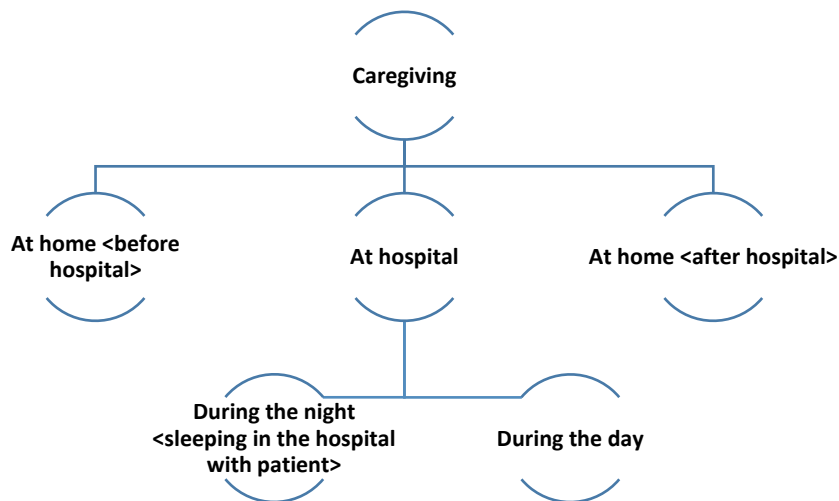 Caregiving
At home <before
hospital>
At hospital
At home <after hospital>
During the night
<sleeping in the hospital
with patient>
During the day